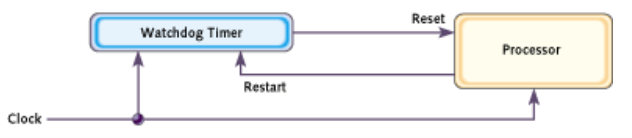 Reset
Watchdog Timer
Processor
Restart
Clock